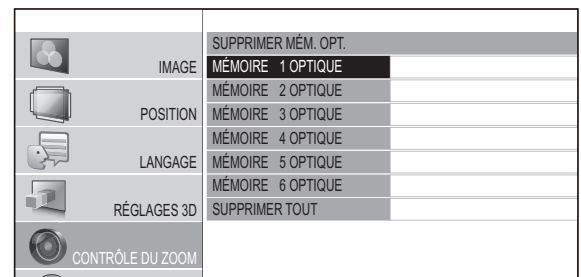 IMAGE
POSITION
LANGAGE
RÉGLAGES 3D
CONTRÔLE DU ZOOM
SUPPRIMER MÉM. OPT.
MÉMOIRE 1 OPTIQUE
MÉMOIRE 2 OPTIQUE
MÉMOIRE 3 OPTIQUE
MÉMOIRE 4 OPTIQUE
MÉMOIRE 5 OPTIQUE
MÉMOIRE 6 OPTIQUE
SUPPRIMER TOUT